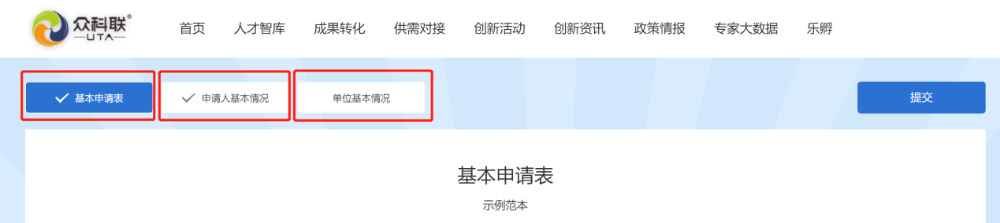 众科联®
UTA
首页 人才智库 成果转化 供需对接 创新活动 创新资讯 政策情报 专家大数据 乐孵
基本申请表 申请人基本情况 单位基本情况 提交
基本申请表
示例范本